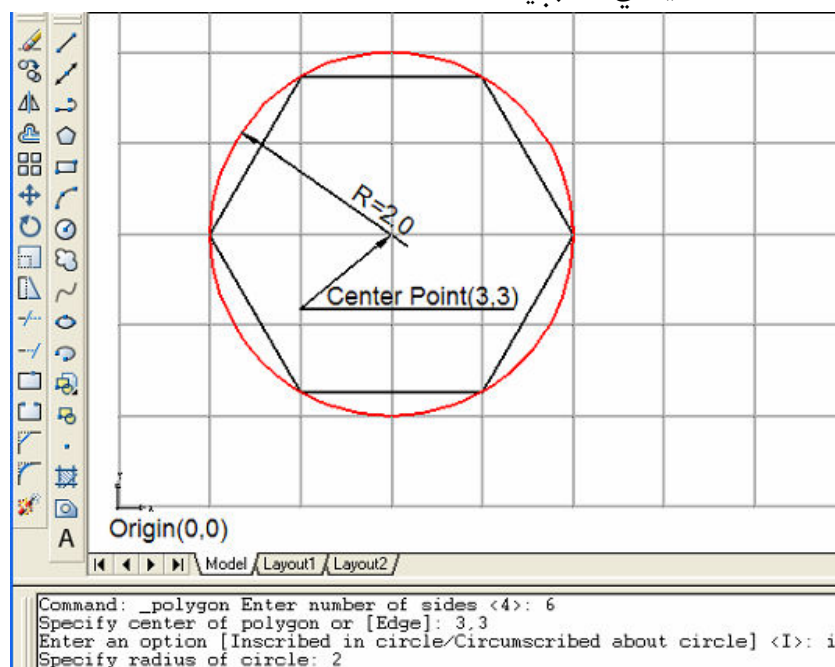 R=2.0
Center Point(3,3)
Origin(0,0)
Model Layout1 Layout2
Command: _polygon Enter number of sides <4>: 6
Specify center of polygon or [Edge]: 3,3
Enter an option [Inscribed in circle/Circumscribed about circle] <I>: i
Specify radius of circle: 2